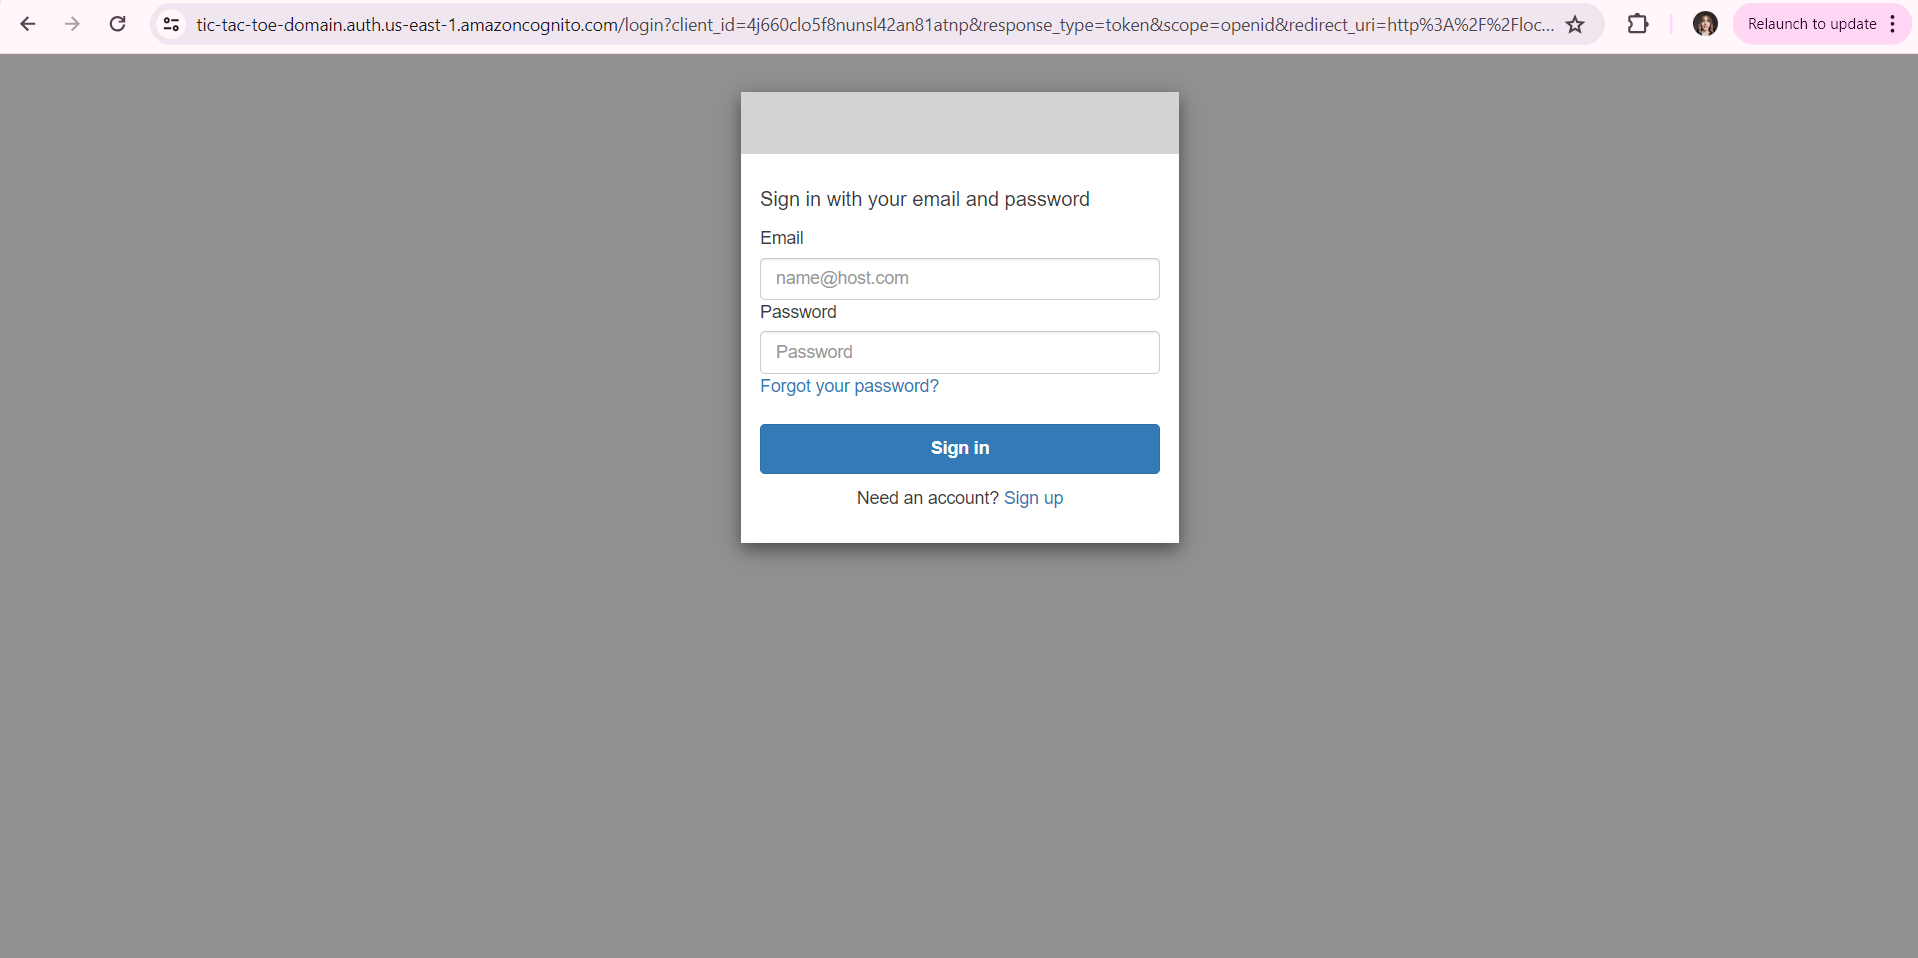 tic-tac-toe-domain.auth.us-east-1.amazoncognito.com/login?client_id=4j660clo5f8nunsl42an81atnp&response_type=token&scope=openid&redirect_uri=http%3A%2F%2Floc...
Relaunch to update
Sign in with your email and password
Email
name@host.com
Password
Password
Forgot your password?
Sign in
Need an account? Sign up